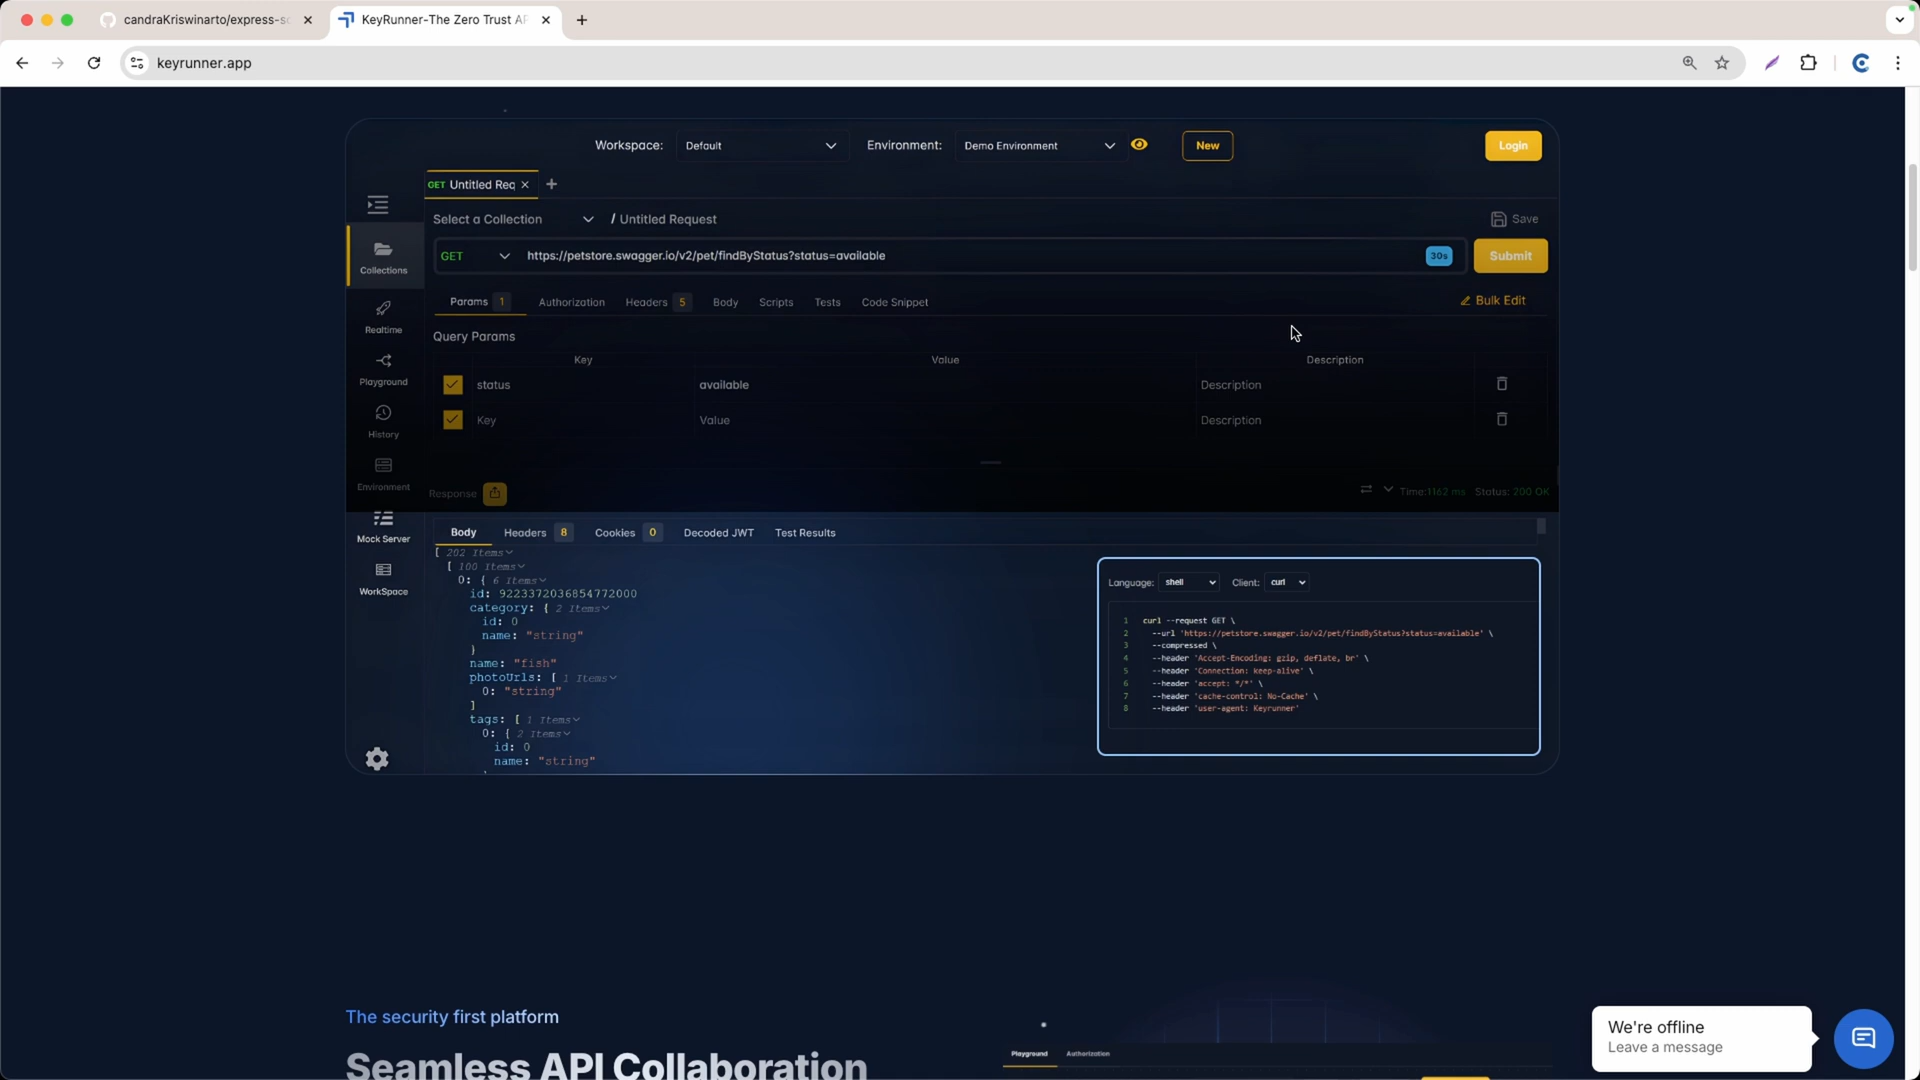 candraKriswinarto/express-sc
KeyRunner-The Zero Trust AP
keyrunner.app
Workspace: Default Environment: Demo Environment New Login
GET Untitled Req
Select a Collection / Untitled Request Save
GET https://petstore.swagger.io/v2/pet/findByStatus?status=available 30s Submit
Params 1 Authorization Headers 5 Body Scripts Tests Code Snippet Bulk Edit
Query Params
Key Value Description
status available Description
Key Value Description
Collections
Realtime
Playground
History
Environment
Mock Server
WorkSpace
Response Time:1162 ms Status: 200 OK
Body Headers 8 Cookies 0 Decoded JWT Test Results
[ 202 Items
[ 100 Items
0: { 6 Items
id: 9223372036854772000
category: { 2 Items
id: 0
name: "string"
}
name: "fish"
photoUrls: [ 1 Items
0: "string"
]
tags: [ 1 Items
0: { 2 Items
id: 0
name: "string"
Language: shell Client: curl
1 curl --request GET \
2 --url 'https://petstore.swagger.io/v2/pet/findByStatus?status=available' \
3 --compressed \
4 --header 'Accept-Encoding: gzip, deflate, br' \
5 --header 'Connection: keep-alive' \
6 --header 'accept: */*' \
7 --header 'cache-control: No-Cache' \
8 --header 'user-agent: Keyrunner'
The security first platform
Seamless API Collaboration
Playground Authorization
We're offline
Leave a message